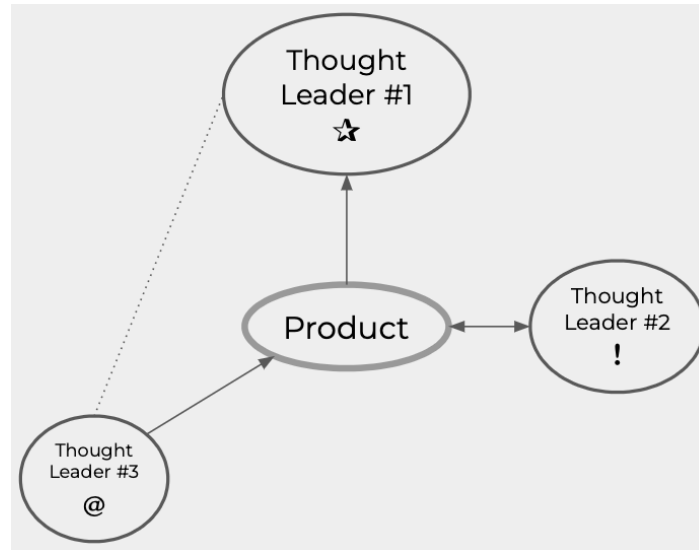 Thought
Leader #1
☆
Product
Thought
Leader #2
!
Thought
Leader #3
@